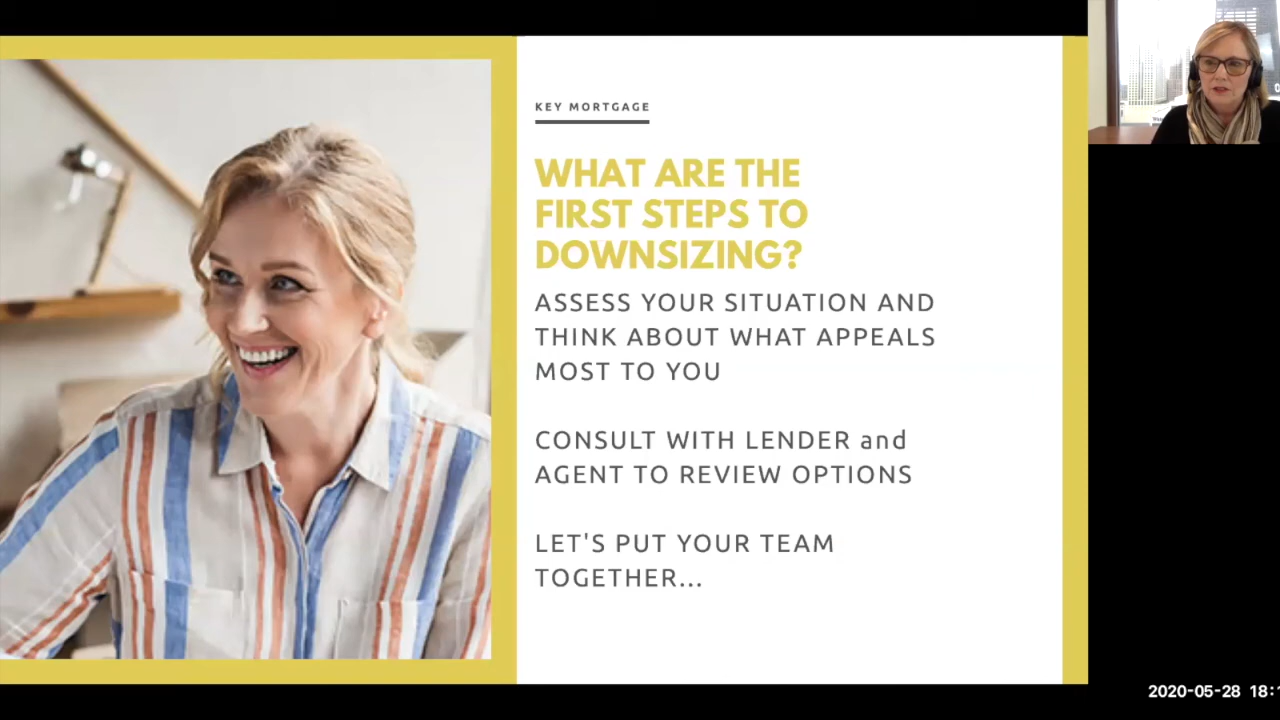 KEY MORTGAGE
WHAT ARE THE
FIRST STEPS TO
DOWNSIZING?
ASSESS YOUR SITUATION AND
THINK ABOUT WHAT APPEALS
MOST TO YOU
CONSULT WITH LENDER and
AGENT TO REVIEW OPTIONS
LET'S PUT YOUR TEAM
TOGETHER...
2020-05-28 18: